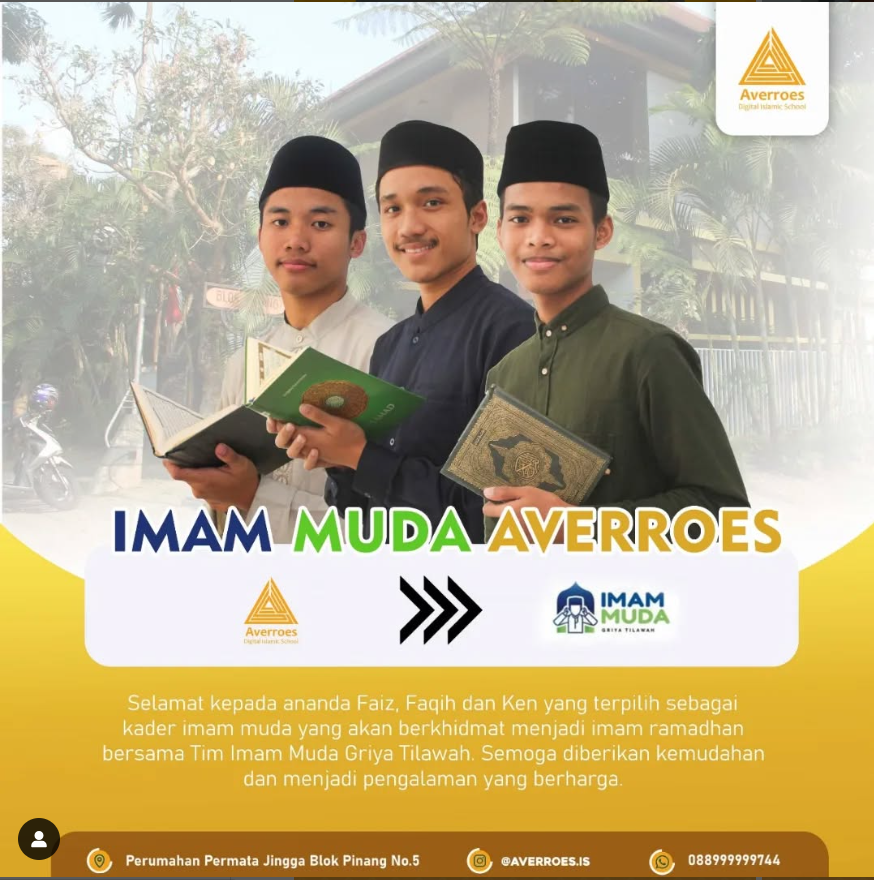 Averroes
Digital Islamic School
IMAM MUDA AVERROES
Averroes
Digital Islamic School
IMAM
MUDA
GRIYA TILAWAH
Selamat kepada ananda Faiz, Faqih dan Ken yang terpilih sebagai
kader imam muda yang akan berkhidmat menjadi imam ramadhan
bersama Tim Imam Muda Griya Tilawah. Semoga diberikan kemudahan
dan menjadi pengalaman yang berharga.
Perumahan Permata Jingga Blok Pinang No.5
@AVERROES.IS
088999999744